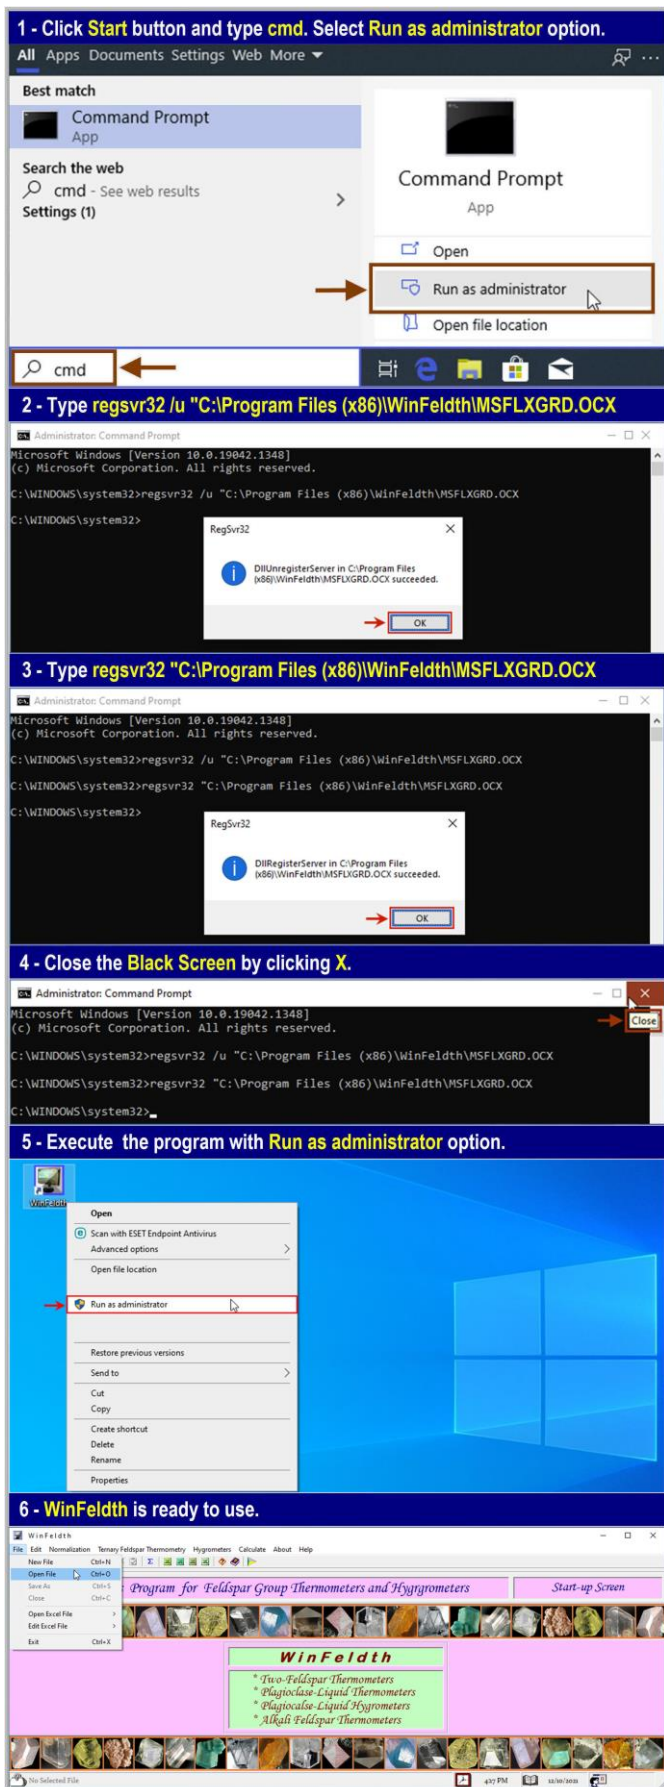 1 - Click Start button and type cmd. Select Run as administrator option.
All Apps Documents Settings Web More
Best match
Command Prompt
App
Search the web
cmd - See web results
Settings (1)
Command Prompt
App
Open
Run as administrator
Open file location
cmd
2 - Type regsvr32 /u "C:\Program Files (x86)\WinFeldth\MSFLXGRD.OCX
Administrator: Command Prompt
Microsoft Windows [Version 10.0.19042.1348]
(c) Microsoft Corporation. All rights reserved.
C:\WINDOWS\system32>regsvr32 /u "C:\Program Files (x86)\WinFeldth\MSFLXGRD.OCX
C:\WINDOWS\system32>
RegSvr32
DllUnregisterServer in C:\Program Files
(x86)\WinFeldth\MSFLXGRD.OCX succeeded.
OK
3 - Type regsvr32 "C:\Program Files (x86)\WinFeldth\MSFLXGRD.OCX
Administrator: Command Prompt
Microsoft Windows [Version 10.0.19042.1348]
(c) Microsoft Corporation. All rights reserved.
C:\WINDOWS\system32>regsvr32 /u "C:\Program Files (x86)\WinFeldth\MSFLXGRD.OCX
C:\WINDOWS\system32>regsvr32 "C:\Program Files (x86)\WinFeldth\MSFLXGRD.OCX
C:\WINDOWS\system32>
RegSvr32
DllRegisterServer in C:\Program Files
(x86)\WinFeldth\MSFLXGRD.OCX succeeded.
OK
4 - Close the Black Screen by clicking X.
Administrator: Command Prompt
Microsoft Windows [Version 10.0.19042.1348]
(c) Microsoft Corporation. All rights reserved.
Close
C:\WINDOWS\system32>regsvr32 /u "C:\Program Files (x86)\WinFeldth\MSFLXGRD.OCX
C:\WINDOWS\system32>regsvr32 "C:\Program Files (x86)\WinFeldth\MSFLXGRD.OCX
C:\WINDOWS\system32>
5 - Execute the program with Run as administrator option.
WinFeldth
Open
Scan with ESET Endpoint Antivirus
Advanced options
Open file location
Run as administrator
Restore previous versions
Send to
Cut
Copy
Create shortcut
Delete
Rename
Properties
6 - WinFeldth is ready to use.
WinFeldth
File Edit Normalization Ternary Feldspar Thermometry Hygrometers Calculate About Help
New File Ctrl+N
Open File Ctrl+O
Save As Ctrl+S
Close Ctrl+C
Open Excel File
Edit Excel File
Exit Ctrl+X
Program for Feldspar Group Thermometers and Hygrgrometers
Start-up Screen
WinFeldth
* Two-Feldspar Thermometers
* Plagioclase-Liquid Thermometers
* Plagiocalse-Liquid Hygrometers
* Alkali Feldspar Thermometers
No Selected File
4:27 PM